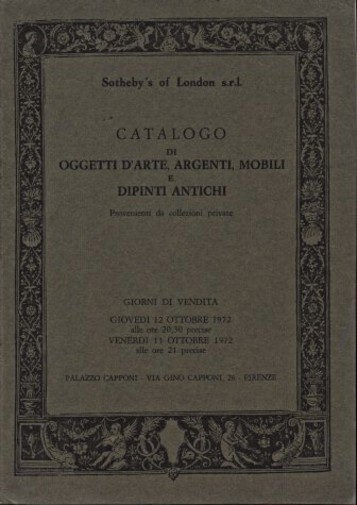 Sotheby's of London s.r.l.
CATALOGO
DI
OGGETTI D'ARTE, ARGENTI, MOBILI
E
DIPINTI ANTICHI
Provenienti da collezioni private
GIORNI DI VENDITA
GIOVEDI 12 OTTOBRE 1972
alle ore 20,30 precise
VENERDI 13 OTTOBRE 1972
alle ore 21 precise
PALAZZO CAPPONI - VIA GINO CAPPONI, 26 - FIRENZE